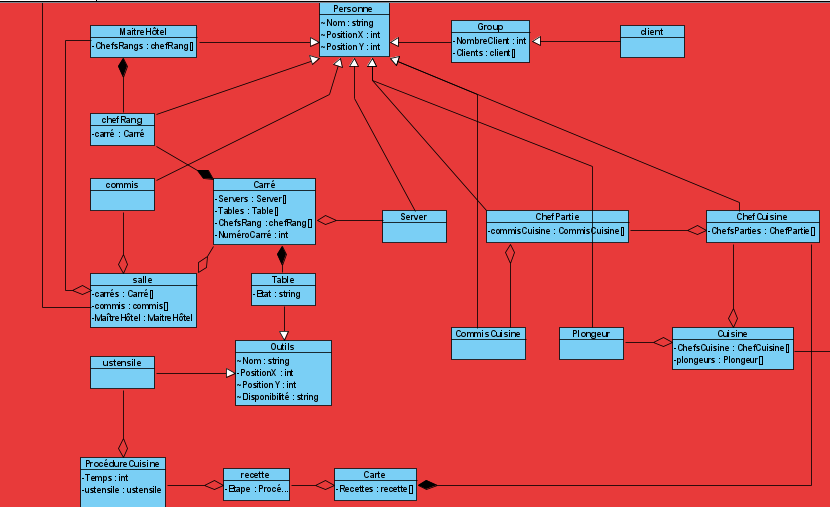 Personne
~Nom : string
~PositionX : int
~PositionY : int
MaitreHôtel
-ChefsRangs : chefRang[]
Group
-NombreClient : int
-Clients : client[]
client
chefRang
-carré : Carré
commis
Carré
-Servers : Server[]
-Tables : Table[]
-ChefsRang : chefRang[]
-NuméroCarré : int
Server
ChefPartie
-commisCuisine : CommisCuisine[]
ChefCuisine
-ChefsParties : ChefPartie[]
salle
-carrés : Carré[]
-commis : commis[]
-MaîtreHôtel : MaitreHôtel
Table
-Etat : string
CommisCuisine
Plongeur
Cuisine
-ChefsCuisine : ChefCuisine[]
-plongeurs : Plongeur[]
Outils
~Nom : string
-PositionX : int
~PositionY : int
~Disponibilité : string
ustensile
ProcédureCuisine
-Temps : int
-ustensile : ustensile
recette
-Etape : Procé...
Carte
-Recettes : recette[]